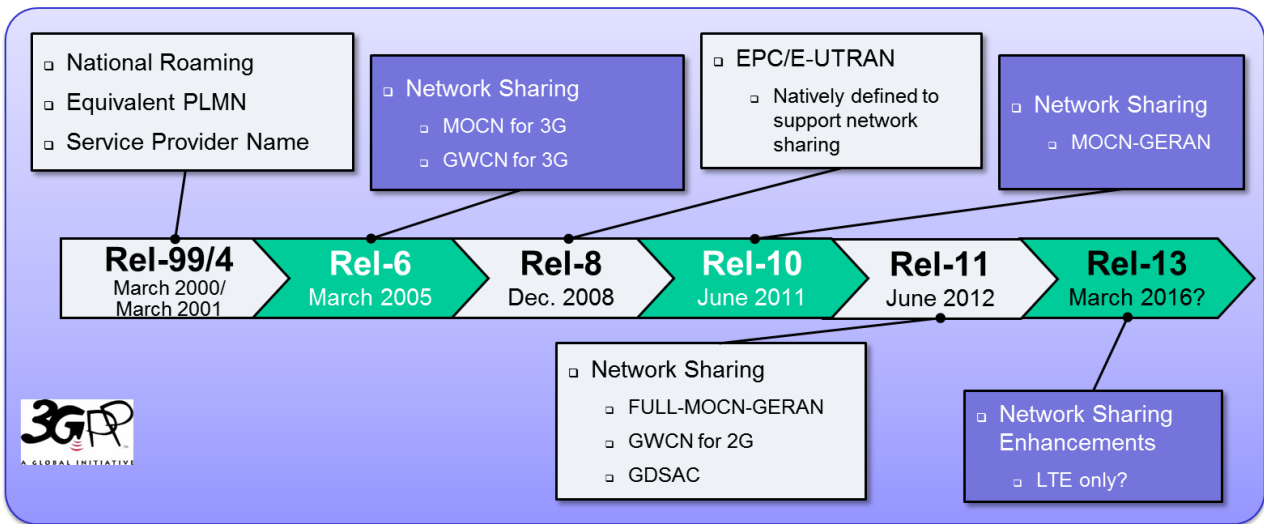 National Roaming
Equivalent PLMN
Service Provider Name
Network Sharing
MOCN for 3G
GWCN for 3G
EPC/E-UTRAN
Natively defined to
support network
sharing
Network Sharing
MOCN-GERAN
Rel-99/4
March 2000/
March 2001
Rel-6
March 2005
Rel-8
Dec. 2008
Rel-10
June 2011
Rel-11
June 2012
Rel-13
March 2016?
Network Sharing
FULL-MOCN-GERAN
GWCN for 2G
GDSAC
Network Sharing
Enhancements
LTE only?
3GPP
TM
A GLOBAL INITIATIVE